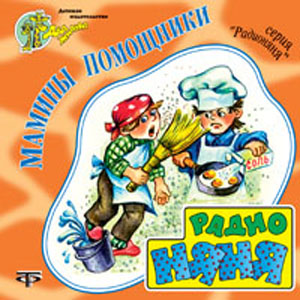 Детское
издательство
серия
"Радионяня"
МАМИНЫ ПОМОЩНИКИ
СОЛЬ
РАДИО
НЯНЯ